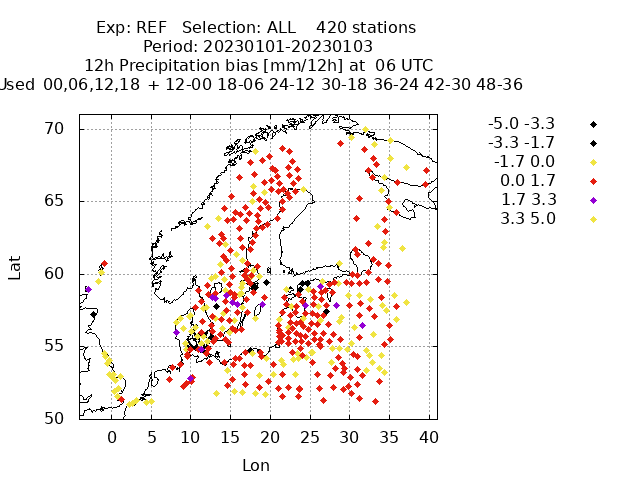 Exp: REF   Selection: ALL    420 stations
Period: 20230101-20230103
12h Precipitation bias [mm/12h] at  06 UTC
Used 00,06,12,18 + 12-00 18-06 24-12 30-18 36-24 42-30 48-36
-5.0 -3.3
-3.3 -1.7
-1.7 0.0
0.0 1.7
1.7 3.3
3.3 5.0
70
65
60
55
50
Lat
0 5 10 15 20 25 30 35 40
Lon